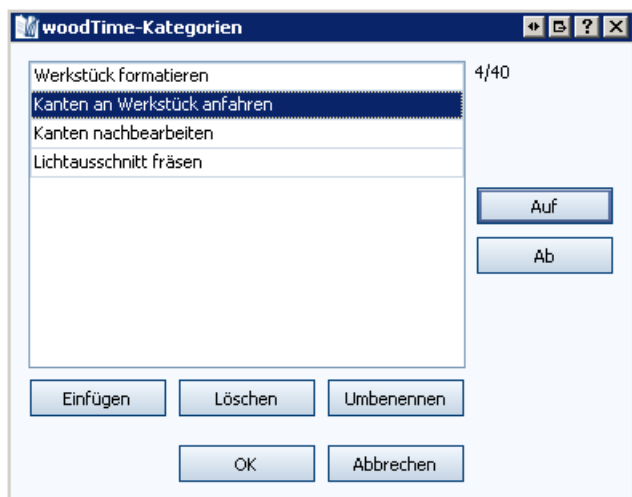 woodTime-Kategorien
Werkstück formatieren
4/40
Kanten an Werkstück anfahren
Kanten nachbearbeiten
Lichtausschnitt fräsen
Auf
Ab
Einfügen Löschen Umbenennen
OK Abbrechen